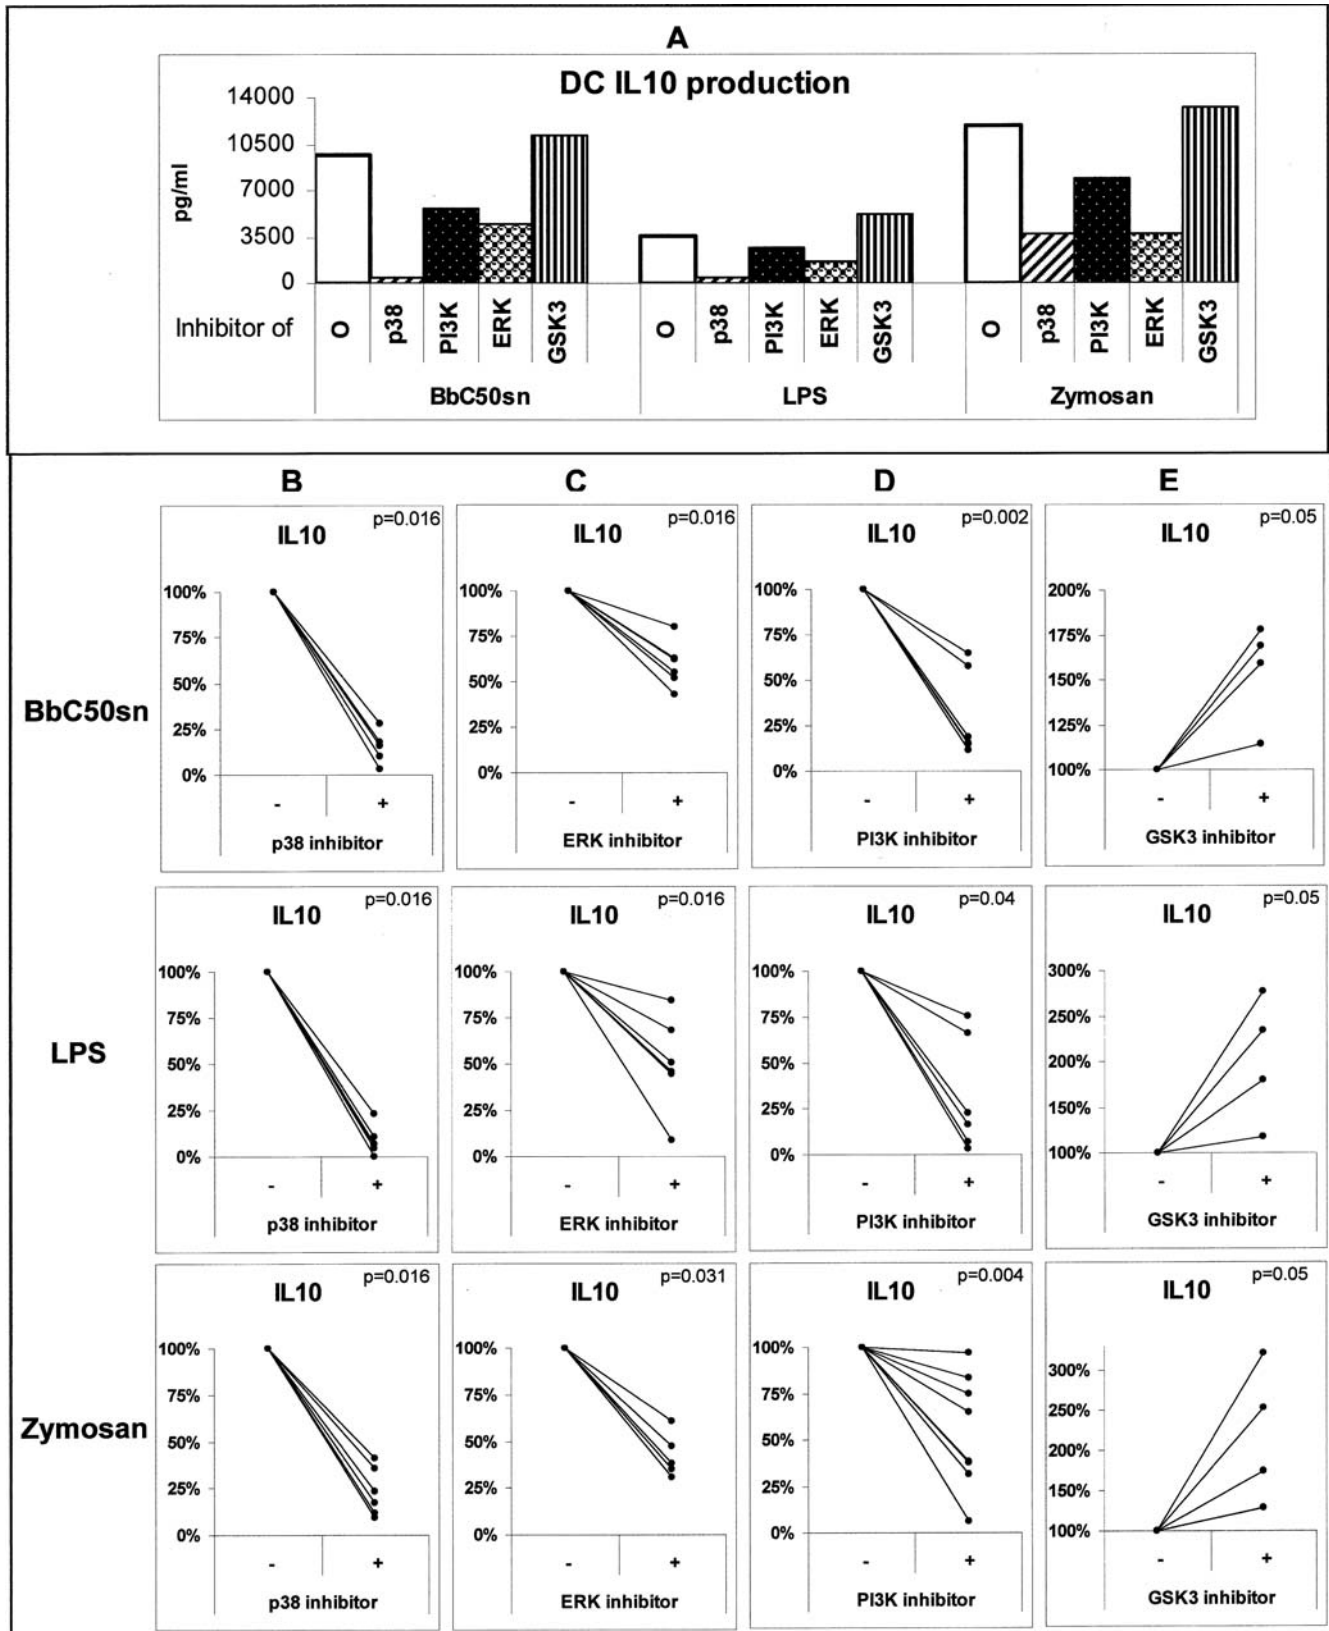 A
DC IL10 production
14000
10500
7000
3500
0
pg/ml
Inhibitor of
O p38 PI3K ERK GSK3 O p38 PI3K ERK GSK3 O p38 PI3K ERK GSK3
BbC50sn LPS Zymosan
B C D E
BbC50sn
p=0.016
IL10
100%
75%
50%
25%
0%
- +
p38 inhibitor
p=0.016
IL10
100%
75%
50%
25%
0%
- +
ERK inhibitor
p=0.002
IL10
100%
75%
50%
25%
0%
- +
PI3K inhibitor
p=0.05
IL10
200%
175%
150%
125%
100%
- +
GSK3 inhibitor
LPS
p=0.016
IL10
100%
75%
50%
25%
0%
- +
p38 inhibitor
p=0.016
IL10
100%
75%
50%
25%
0%
- +
ERK inhibitor
p=0.04
IL10
100%
75%
50%
25%
0%
- +
PI3K inhibitor
p=0.05
IL10
300%
250%
200%
150%
100%
- +
GSK3 inhibitor
Zymosan
p=0.016
IL10
100%
75%
50%
25%
0%
- +
p38 inhibitor
p=0.031
IL10
100%
75%
50%
25%
0%
- +
ERK inhibitor
p=0.004
IL10
100%
75%
50%
25%
0%
- +
PI3K inhibitor
p=0.05
IL10
300%
250%
200%
150%
100%
- +
GSK3 inhibitor